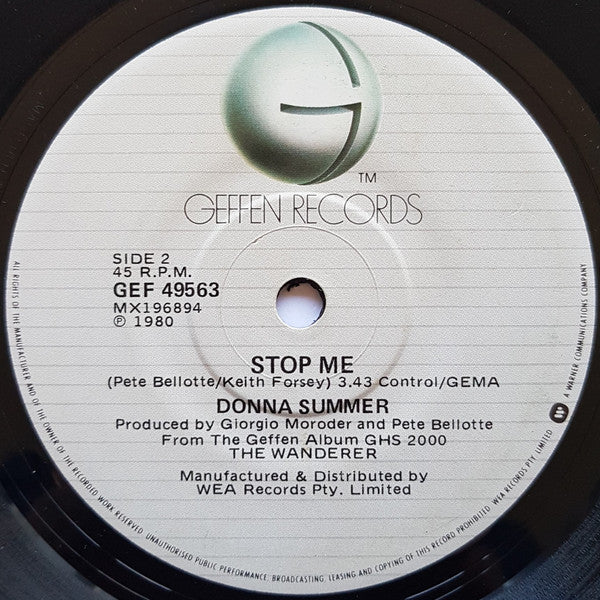 TM
GEFFEN RECORDS
SIDE 2
45 R.P.M.
GEF 49563
MX196894
℗ 1980
STOP ME
(Pete Bellotte/Keith Forsey) 3.43 Control/GEMA
DONNA SUMMER
Produced by Giorgio Moroder and Pete Bellotte
From The Geffen Album GHS 2000
THE WANDERER
Manufactured & Distributed by
WEA Records Pty. Limited
ALL RIGHTS OF THE MANUFACTURER AND OF THE OWNER OF THE RECORDED WORK RESERVED. UNAUTHORISED PUBLIC PERFORMANCE, BROADCASTING, LEASING AND COPYING OF THIS RECORD PROHIBITED. WEA RECORDS PTY. LIMITED
A WARNER COMMUNICATIONS COMPANY